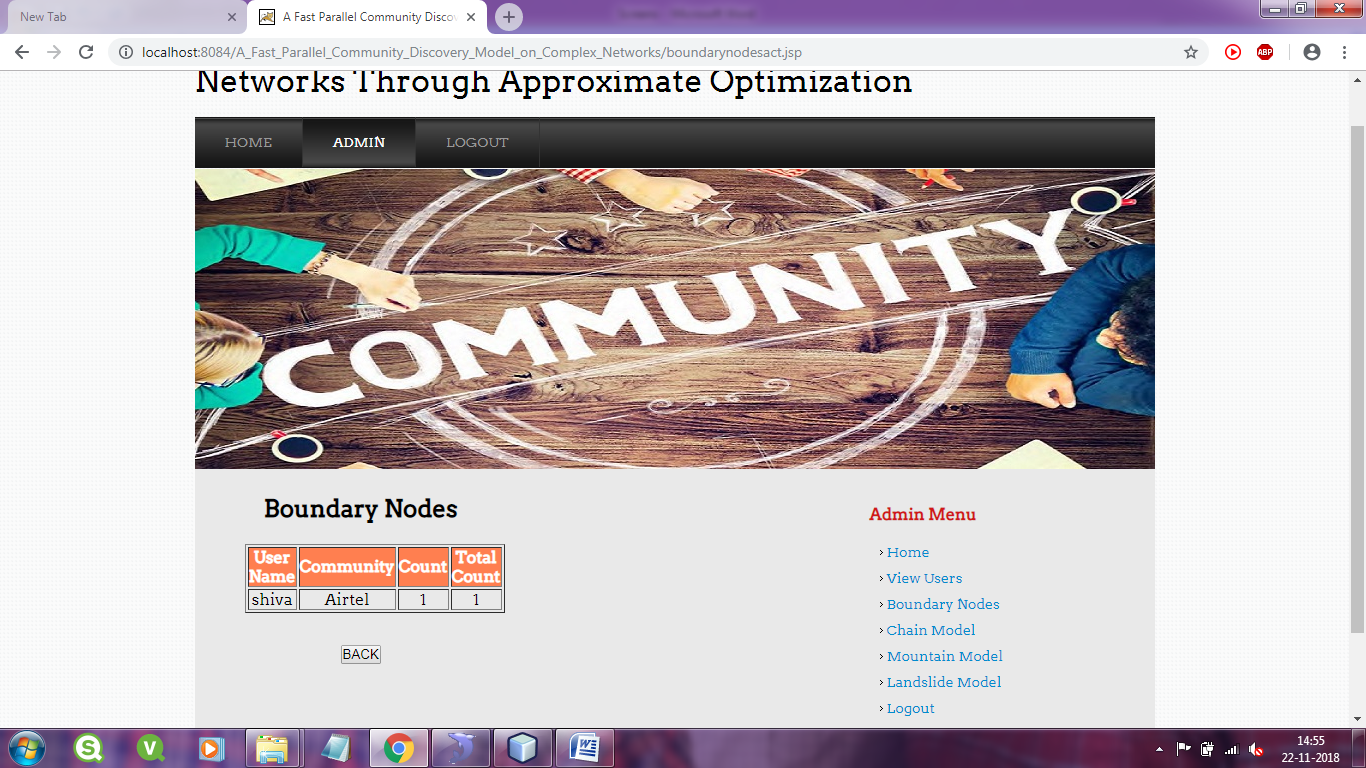 New Tab
A Fast Parallel Community Disco
localhost:8084/A_Fast_Parallel_Community_Discovery_Model_on_Complex_Networks/boundarynodesact.jsp
ABP
Networks Through Approximate Optimization
HOME ADMIN LOGOUT
COMMUNITY
Boundary Nodes
User Name Community Count Total Count
shiva Airtel 1 1
BACK
Admin Menu
Home
View Users
Boundary Nodes
Chain Model
Mountain Model
Landslide Model
Logout
14:55
22-11-2018